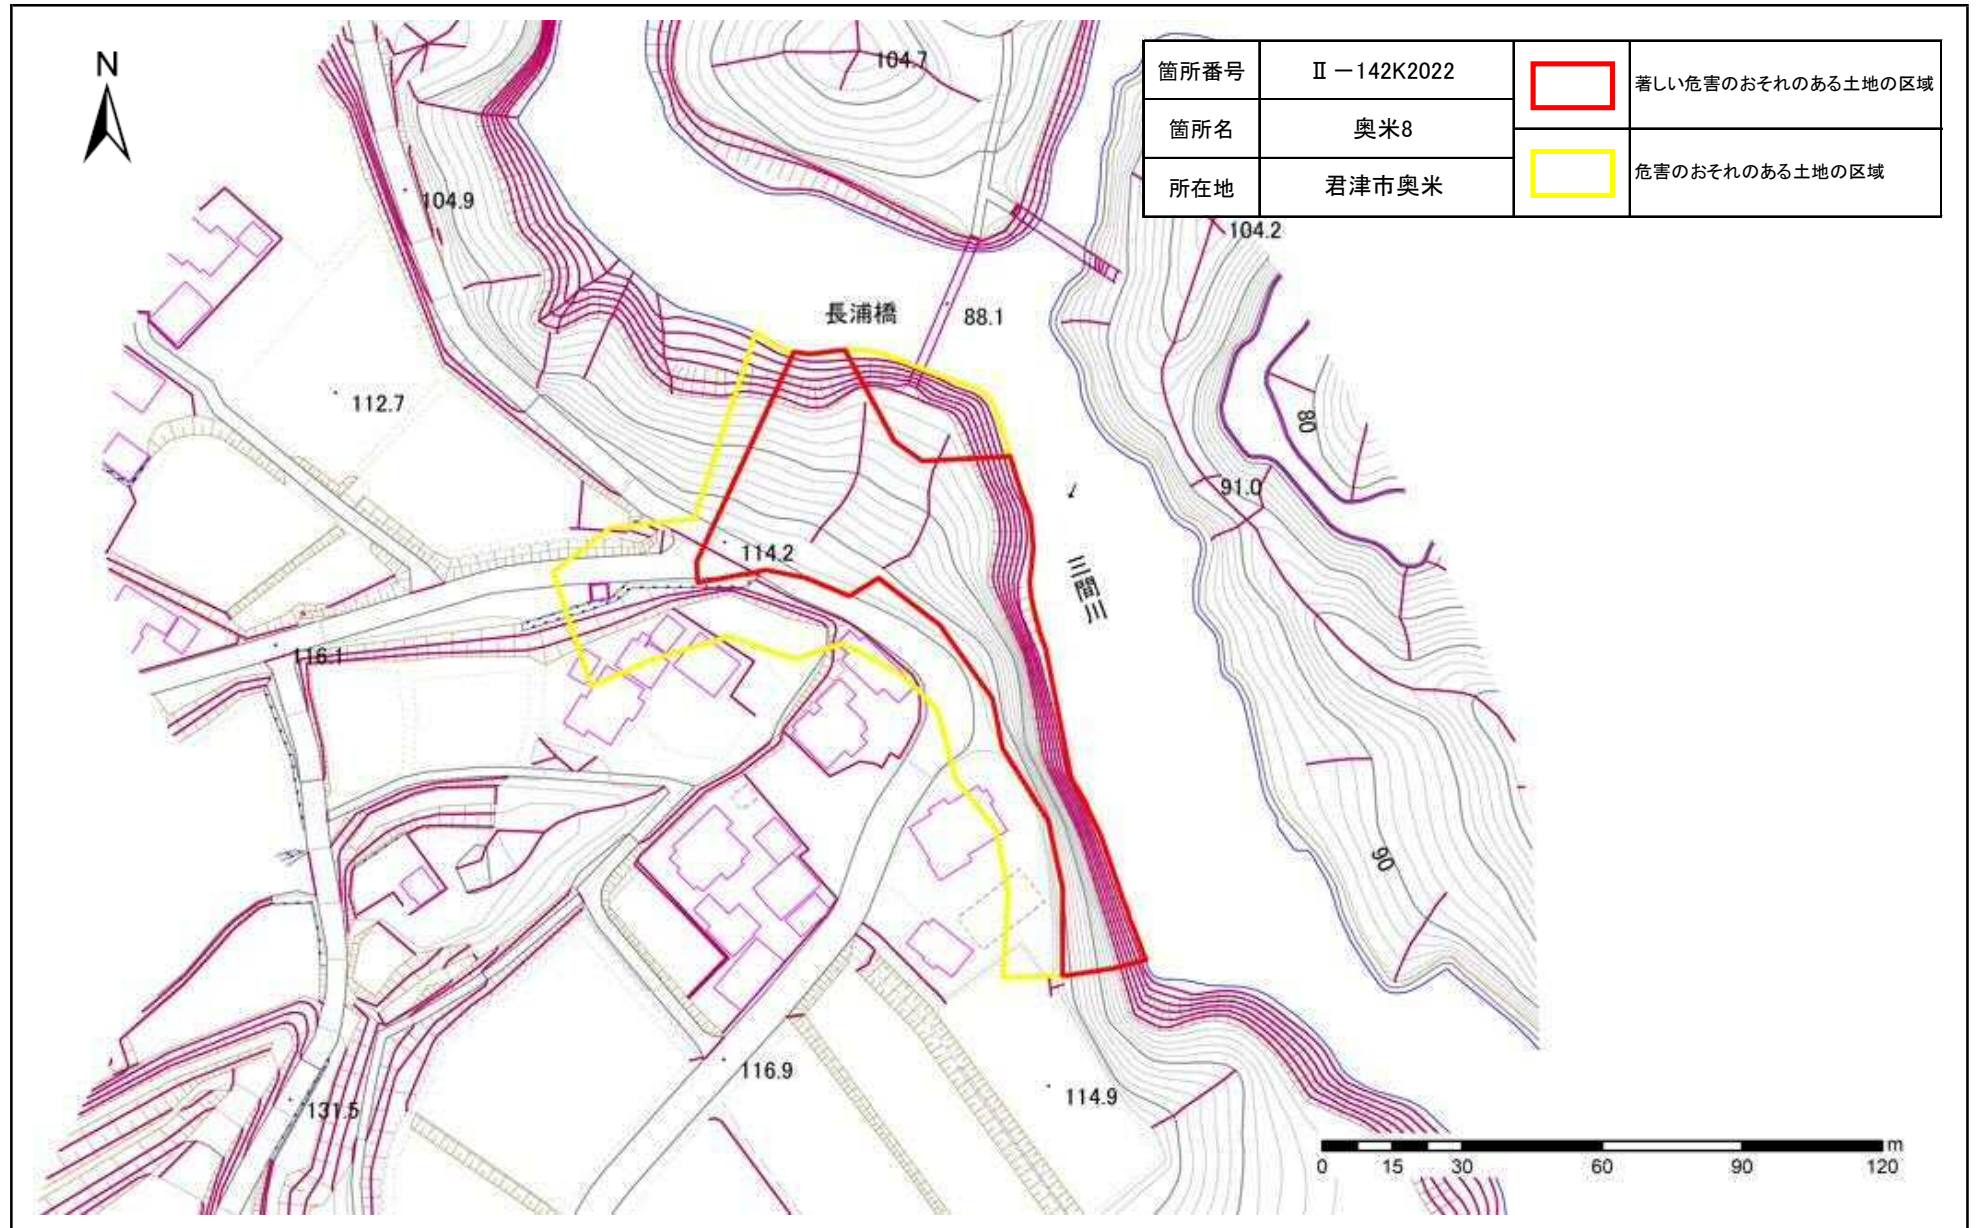 N
箇所番号 Ⅱ－142K2022
著しい危害のおそれのある土地の区域
箇所名 奥米8
所在地 君津市奥米
危害のおそれのある土地の区域
104.7
104.9
104.2
長浦橋
88.1
112.7
80
91.0
114.2
三間川
116.1
90
116.9
114.9
131.5
m
0 15 30 60 90 120